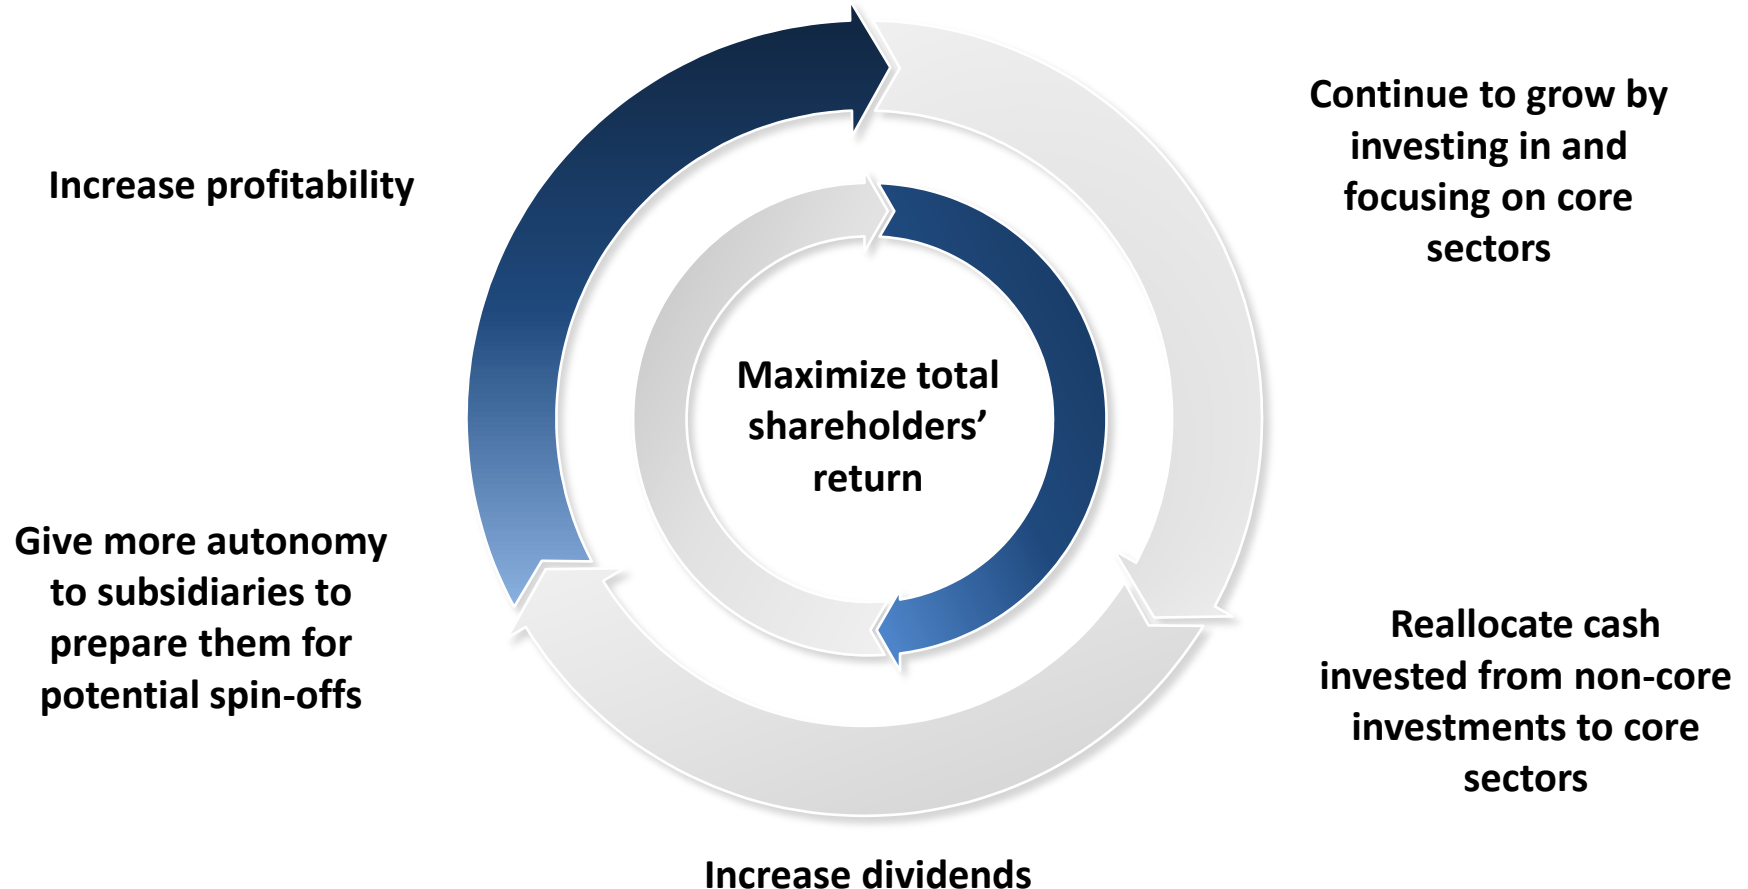 Increase profitability
Continue to grow by
investing in and
focusing on core
sectors
Maximize total
shareholders’
return
Give more autonomy
to subsidiaries to
prepare them for
potential spin-offs
Reallocate cash
invested from non-core
investments to core
sectors
Increase dividends